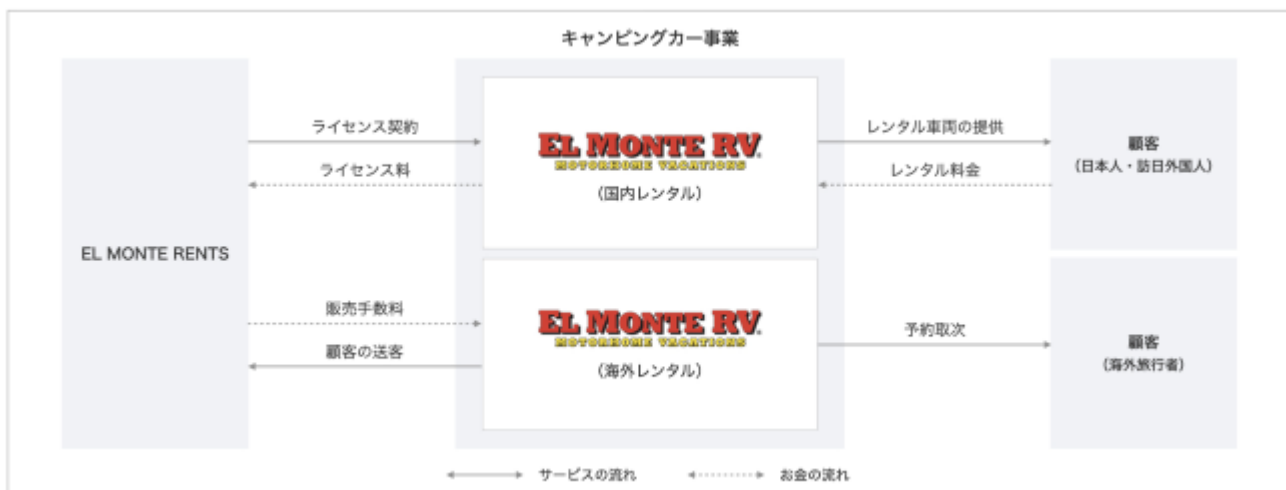 キャンピングカー事業
EL MONTE RENTS
ライセンス契約
ライセンス料
EL MONTE RV
MOTORHOME VACATIONS
(国内レンタル)
レンタル車両の提供
レンタル料金
顧客
(日本人・訪日外国人)
販売手数料
顧客の送客
EL MONTE RV
MOTORHOME VACATIONS
(海外レンタル)
予約取次
顧客
(海外旅行者)
サービスの流れ
お金の流れ